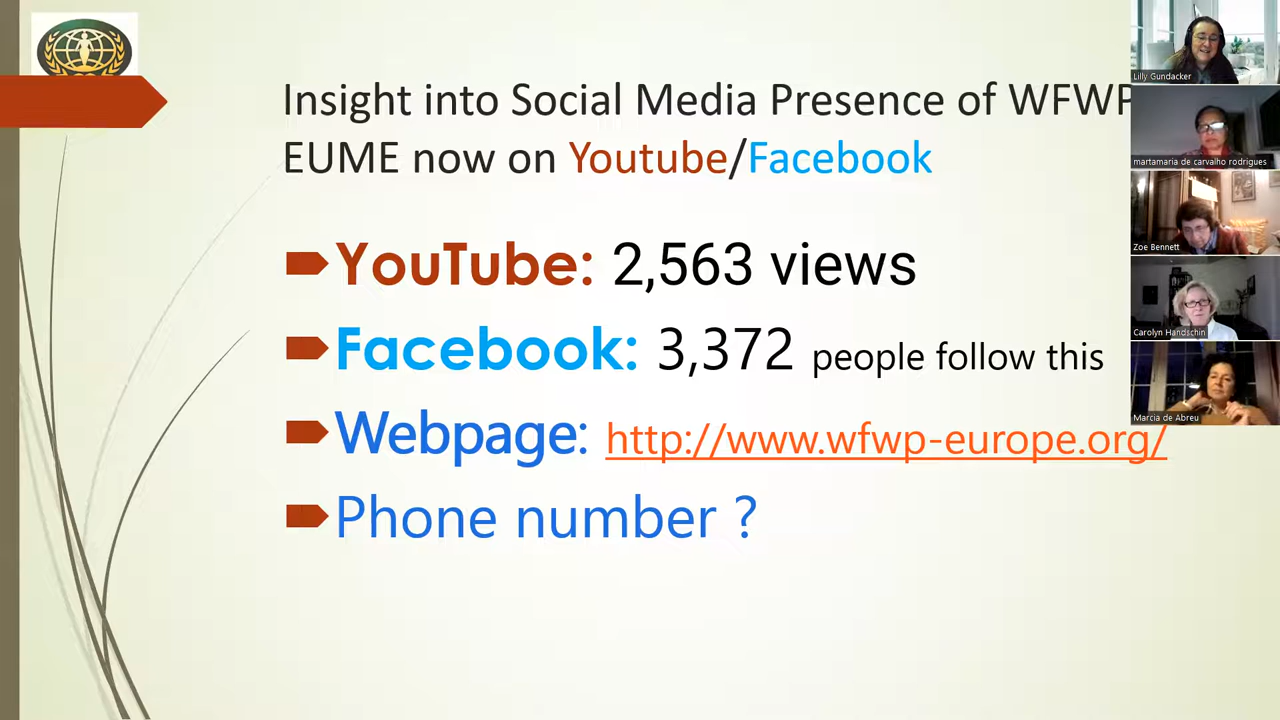 Insight into Social Media Presence of WFWP
EUME now on Youtube/Facebook
YouTube: 2,563 views
Facebook: 3,372 people follow this
Webpage: http://www.wfwp-europe.org/
Phone number ?
Lilly Gundacker
martamaria de carvalho rodrigues
Zoe Bennett
Carolyn Handschin
Marcia de Abreu